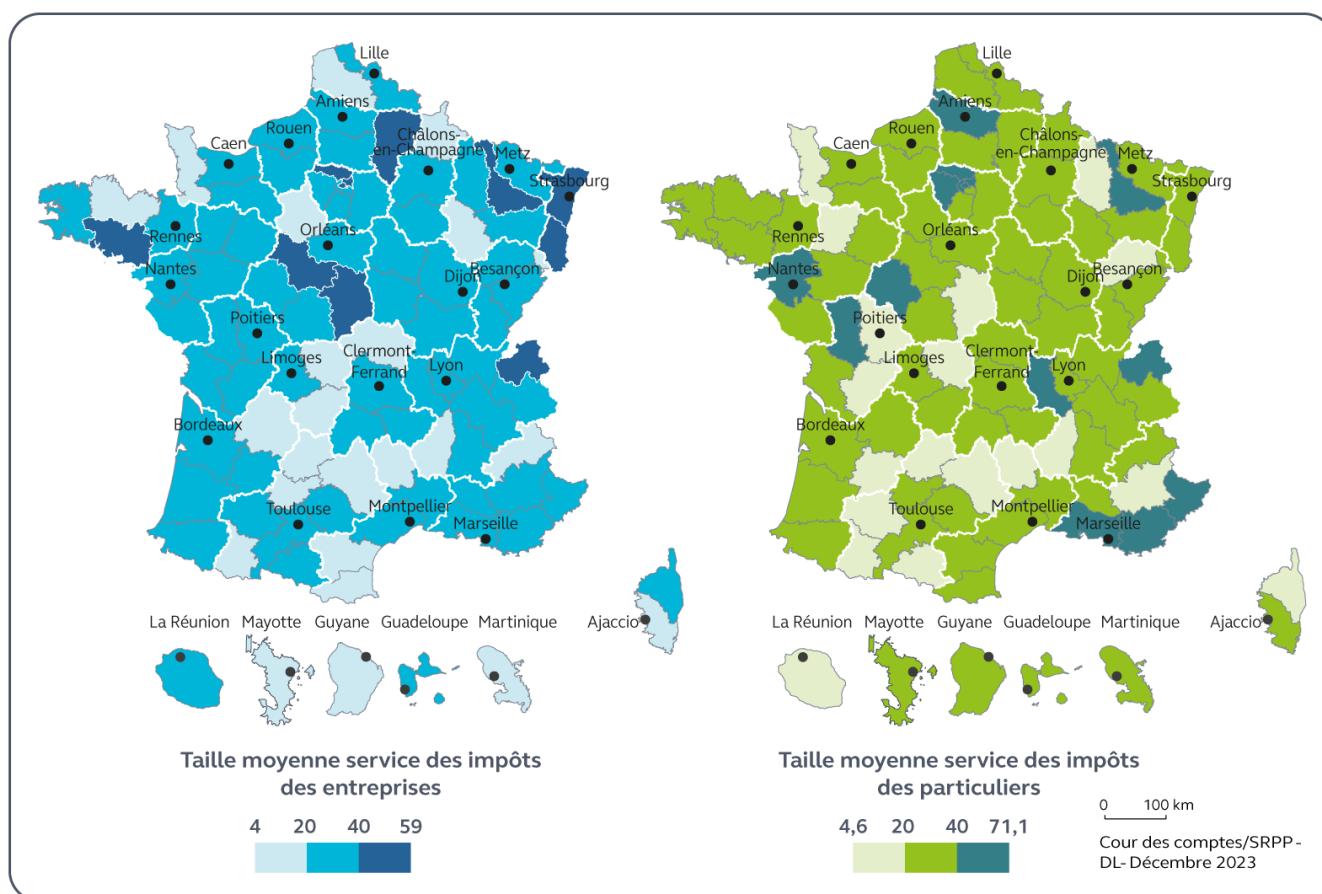 Lille
Amiens
Rouen
Caen
Châlons-
en-Champagne
Metz
Strasbourg
Rennes
Orléans
Nantes
Dijon
Besançon
Poitiers
Limoges
Clermont-
Ferrand
Lyon
Bordeaux
Toulouse
Montpellier
Marseille
La Réunion
Mayotte
Guyane
Guadeloupe
Martinique
Ajaccio
Taille moyenne service des impôts
des entreprises
4 20 40 59
Lille
Amiens
Rouen
Caen
Châlons-
en-Champagne
Metz
Strasbourg
Rennes
Orléans
Nantes
Dijon
Besançon
Poitiers
Limoges
Clermont-
Ferrand
Lyon
Bordeaux
Toulouse
Montpellier
Marseille
La Réunion
Mayotte
Guyane
Guadeloupe
Martinique
Ajaccio
Taille moyenne service des impôts
des particuliers
4,6 20 40 71,1
0 100 km
Cour des comptes/SRPP -
DL- Décembre 2023